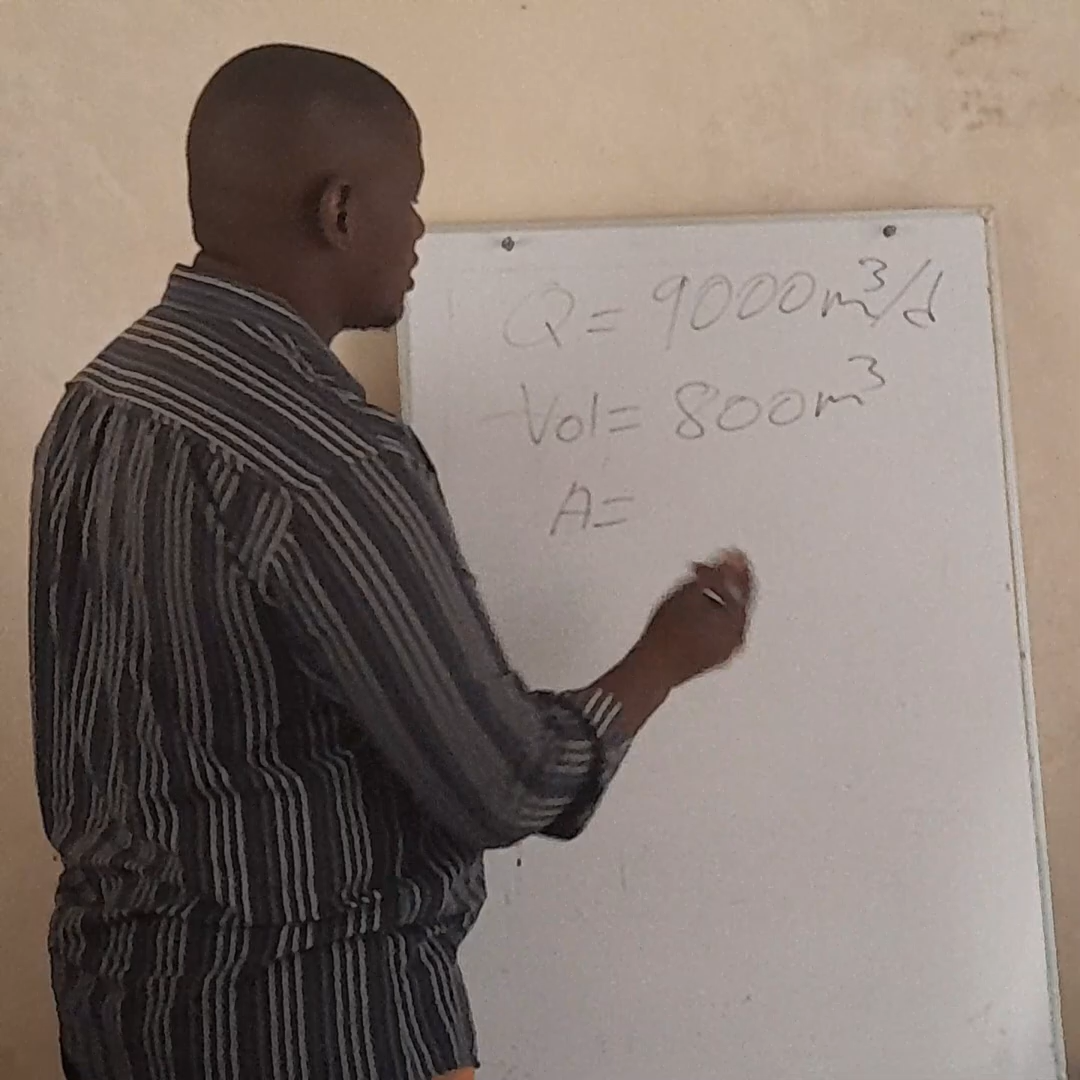 Q = 9000m³/d
Vol = 800m³
A =